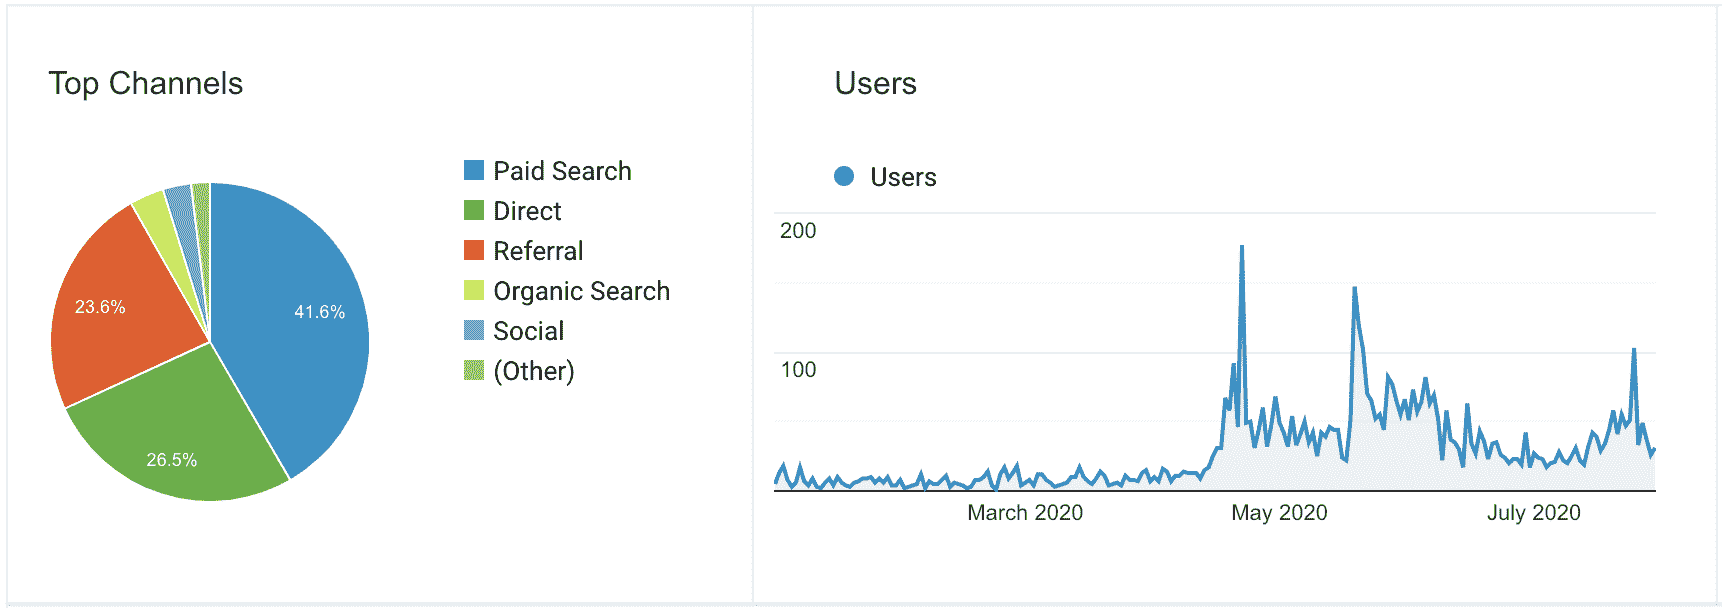 Top Channels
Paid Search
Direct
Referral
Organic Search
Social
(Other)
41.6%
26.5%
23.6%
Users
Users
200
100
March 2020
May 2020
July 2020